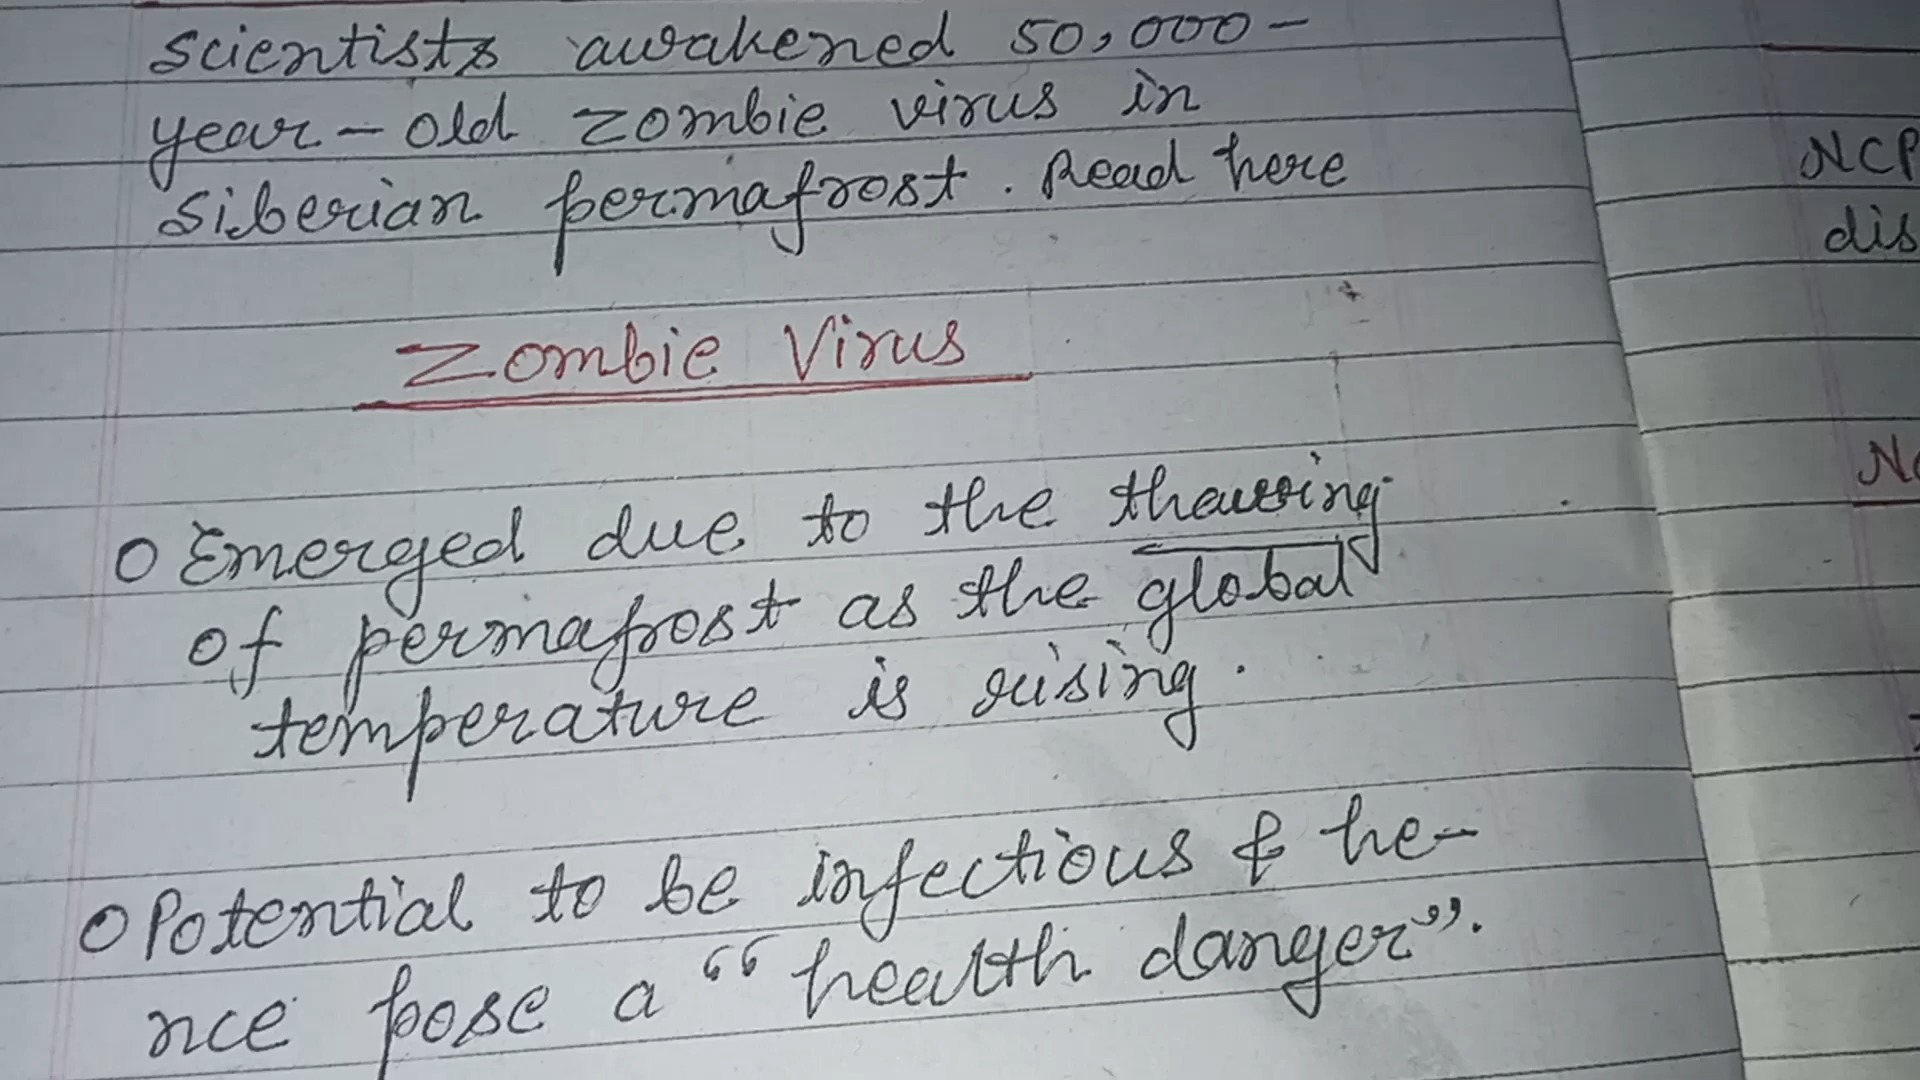 scientists awakened 50,000-
year-old zombie virus in
siberian permafrost. Read here
Zombie Virus
o Emerged due to the thawing
of permafrost as the global
temperature is rising.
o Potential to be infectious & he-
nce pose a "health danger".
NCP
dis